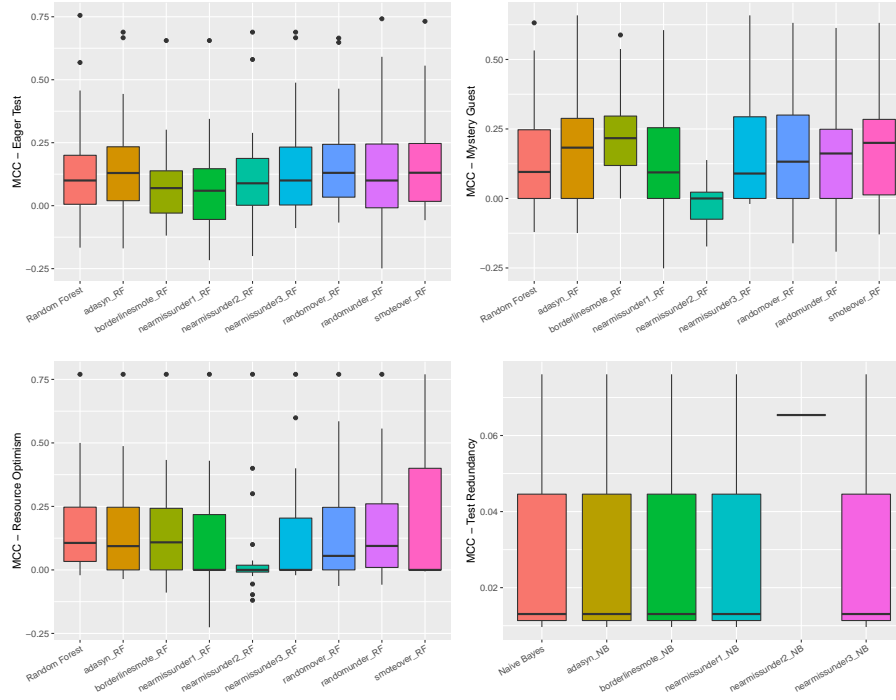 MCC – Eager Test
0.75
0.50
0.25
0.00
−0.25
Random Forest
adasyn_RF
borderlinesmote_RF
nearmissunder1_RF
nearmissunder2_RF
nearmissunder3_RF
randomover_RF
randomunder_RF
smoteover_RF
MCC – Mystery Guest
0.50
0.25
0.00
−0.25
Random Forest
adasyn_RF
borderlinesmote_RF
nearmissunder1_RF
nearmissunder2_RF
nearmissunder3_RF
randomover_RF
randomunder_RF
smoteover_RF
MCC – Resource Optimism
0.75
0.50
0.25
0.00
−0.25
Random Forest
adasyn_RF
borderlinesmote_RF
nearmissunder1_RF
nearmissunder2_RF
nearmissunder3_RF
randomover_RF
randomunder_RF
smoteover_RF
MCC – Test Redundancy
0.06
0.04
0.02
Naive Bayes
adasyn_NB
borderlinesmote_NB
nearmissunder1_NB
nearmissunder2_NB
nearmissunder3_NB